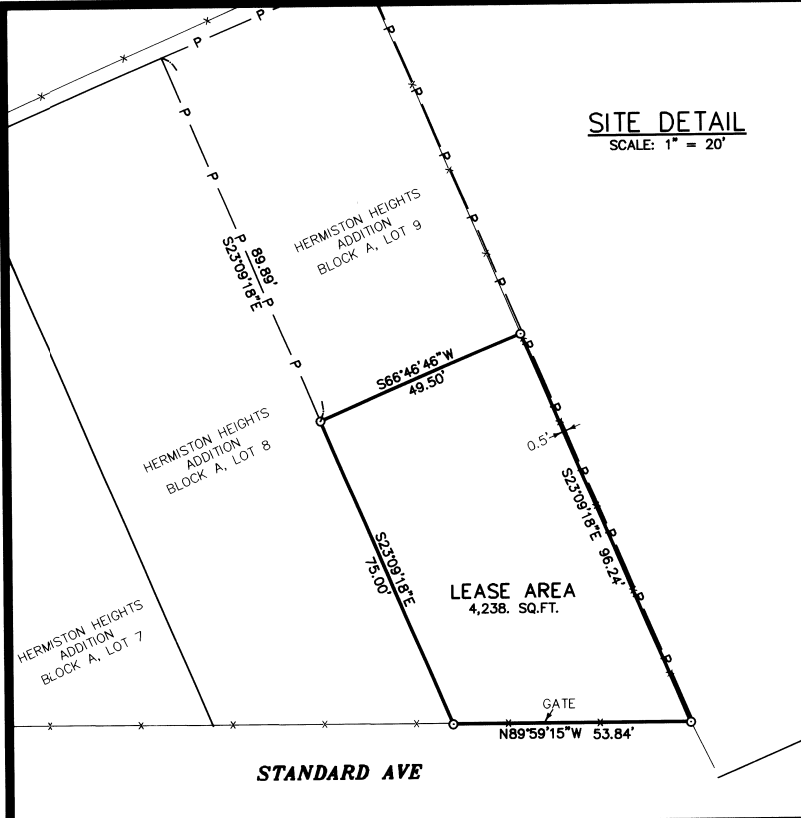 SITE DETAIL
SCALE: 1" = 20'
P P
P
P
P
P
P
P
P
P
P
P
P
HERMISTON HEIGHTS
ADDITION
BLOCK A, LOT 9
89.89'
S23°09'18"E
S66°46'46"W
49.50'
P
P
P
P
P
P
0.5'
HERMISTON HEIGHTS
ADDITION
BLOCK A, LOT 8
S23°09'18"E 96.24'
S23°09'18"E
75.00'
LEASE AREA
4,238. SQ.FT.
HERMISTON HEIGHTS
ADDITION
BLOCK A, LOT 7
GATE
N89°59'15"W 53.84'
STANDARD AVE